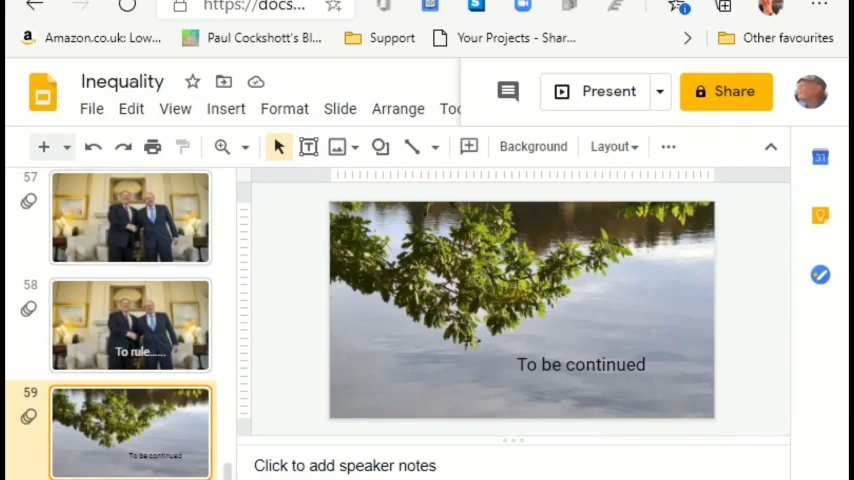 https://docs...
Amazon.co.uk: Low...
Paul Cockshott's Bl...
Support
Your Projects - Shar...
Other favourites
Inequality
File Edit View Insert Format Slide Arrange Too
Present
Share
Background
Layout
31
57
58
To rule......
59
To be continued
To be continued
Click to add speaker notes